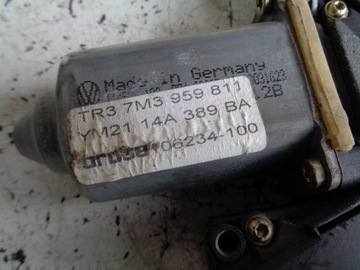 Made in Germany
2B
TR3 7M3 959 811
YM21 14A 389 BA
brose 06234-100